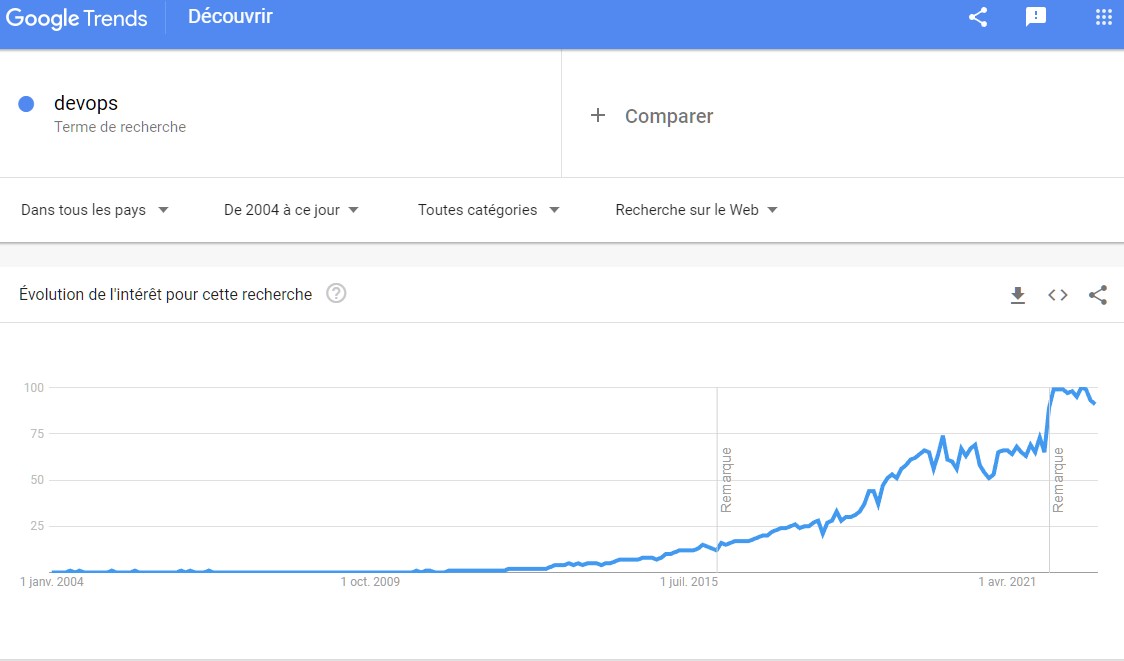 Google Trends Découvrir
devops
Terme de recherche
Comparer
Dans tous les pays De 2004 à ce jour Toutes catégories Recherche sur le Web
Évolution de l'intérêt pour cette recherche ?
100
75
50
25
Remarque
Remarque
1 janv. 2004 1 oct. 2009 1 juil. 2015 1 avr. 2021